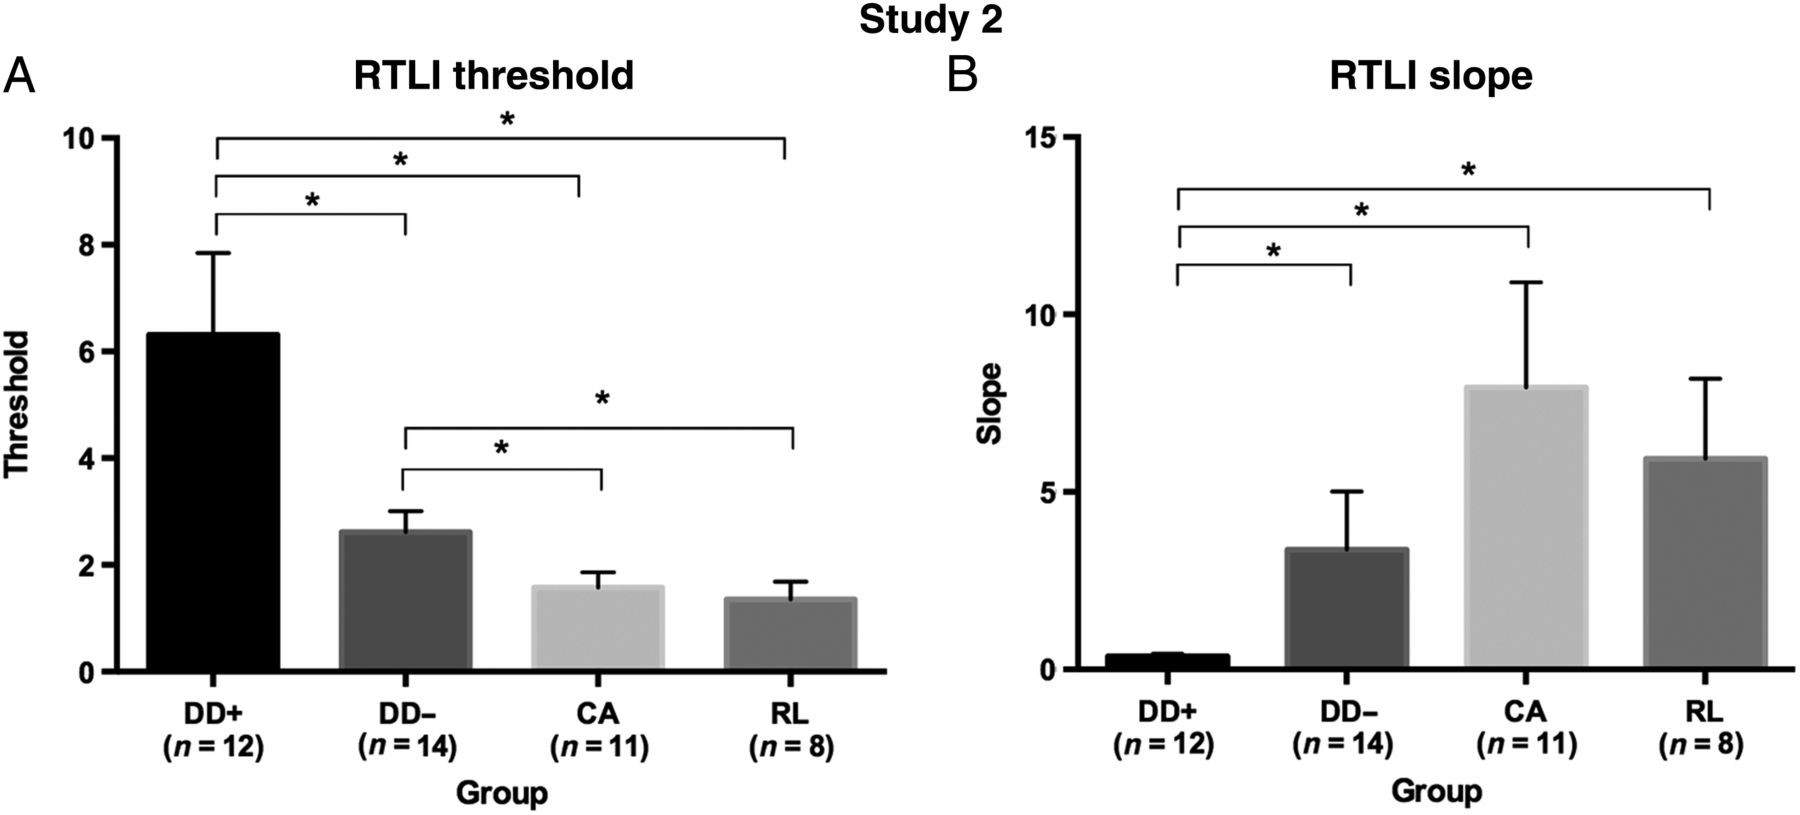 Study 2
A
RTLI threshold
*
*
*
*
*
10
8
6
4
2
0
Threshold
DD+
(n = 12)
DD–
(n = 14)
CA
(n = 11)
RL
(n = 8)
Group
B
RTLI slope
*
*
*
15
10
5
0
Slope
DD+
(n = 12)
DD–
(n = 14)
CA
(n = 11)
RL
(n = 8)
Group